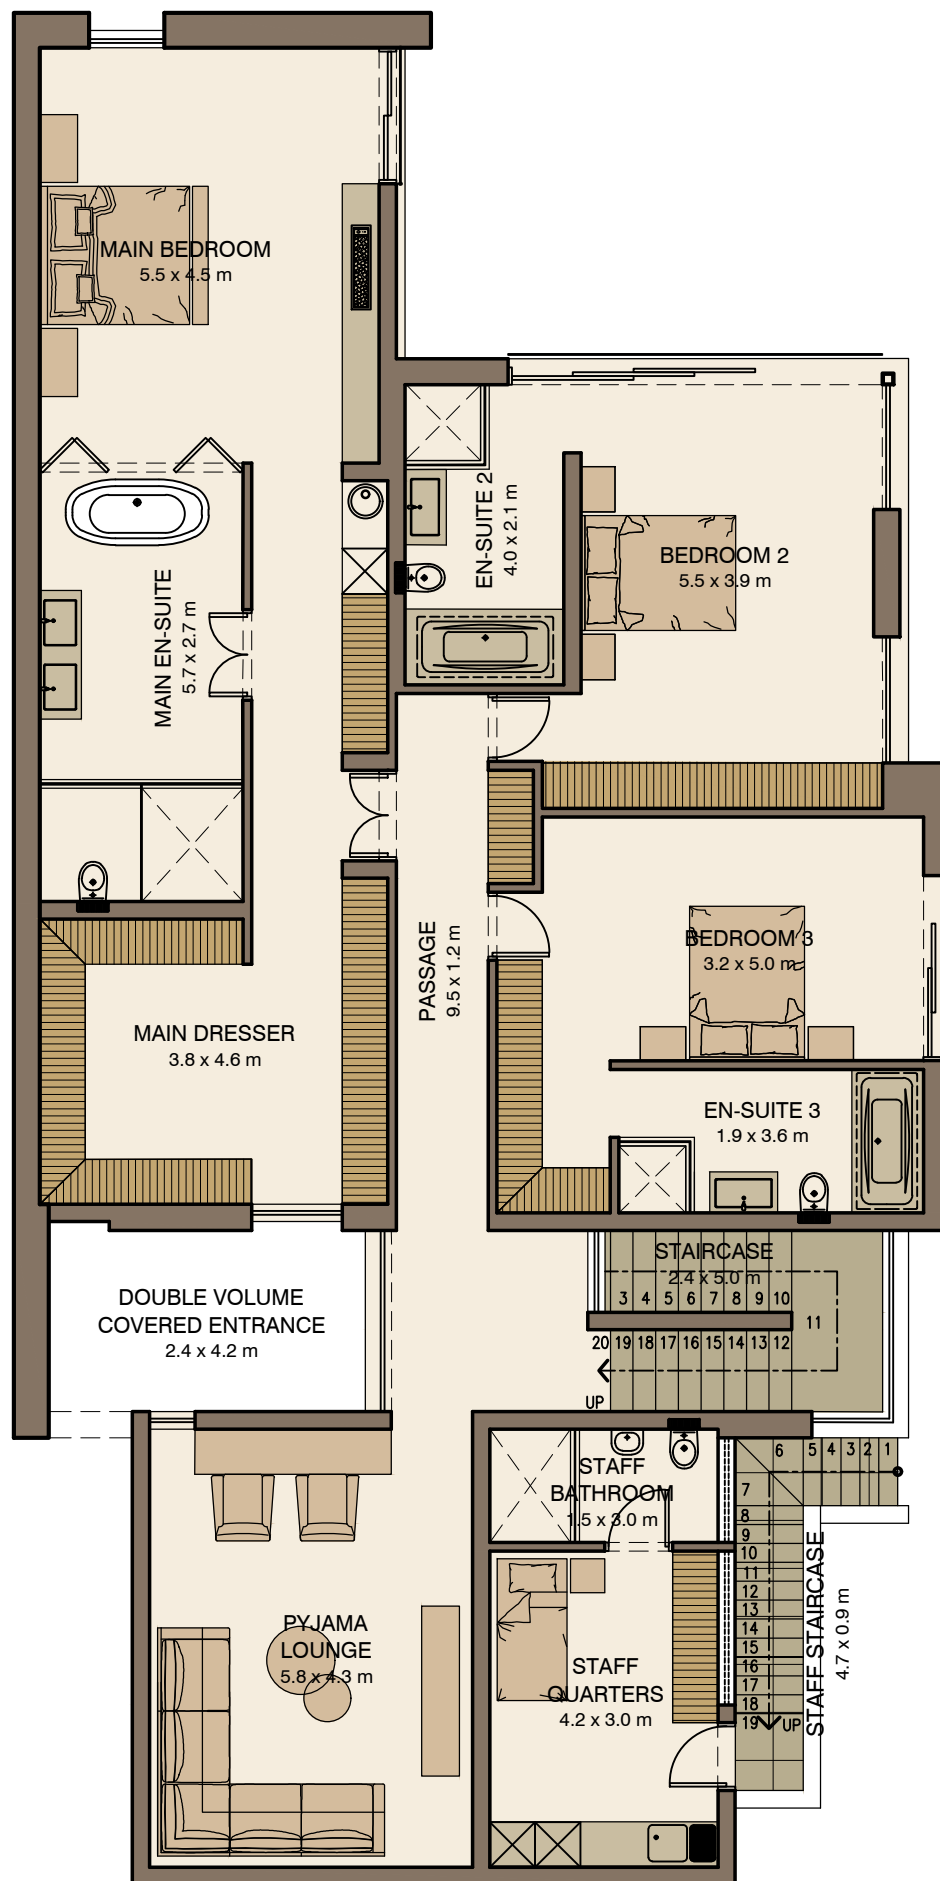 MAIN BEDROOM
5.5 x 4.5 m
EN-SUITE 2
4.0 x 2.1 m
BEDROOM 2
5.5 x 3.9 m
MAIN EN-SUITE
5.7 x 2.7 m
PASSAGE
9.5 x 1.2 m
BEDROOM 3
3.2 x 5.0 m
MAIN DRESSER
3.8 x 4.6 m
EN-SUITE 3
1.9 x 3.6 m
STAIRCASE
2.4 x 5.0 m
3 4 5 6 7 8 9 10
11
20 19 18 17 16 15 14 13 12
UP
DOUBLE VOLUME
COVERED ENTRANCE
2.4 x 4.2 m
STAFF
BATHROOM
1.5 x 3.0 m
6 5 4 3 2 1
7
8
9
10
11
12
13
14
15
16
17
18
19
UP
STAFF STAIRCASE
4.7 x 0.9 m
PYJAMA
LOUNGE
5.8 x 4.3 m
STAFF
QUARTERS
4.2 x 3.0 m